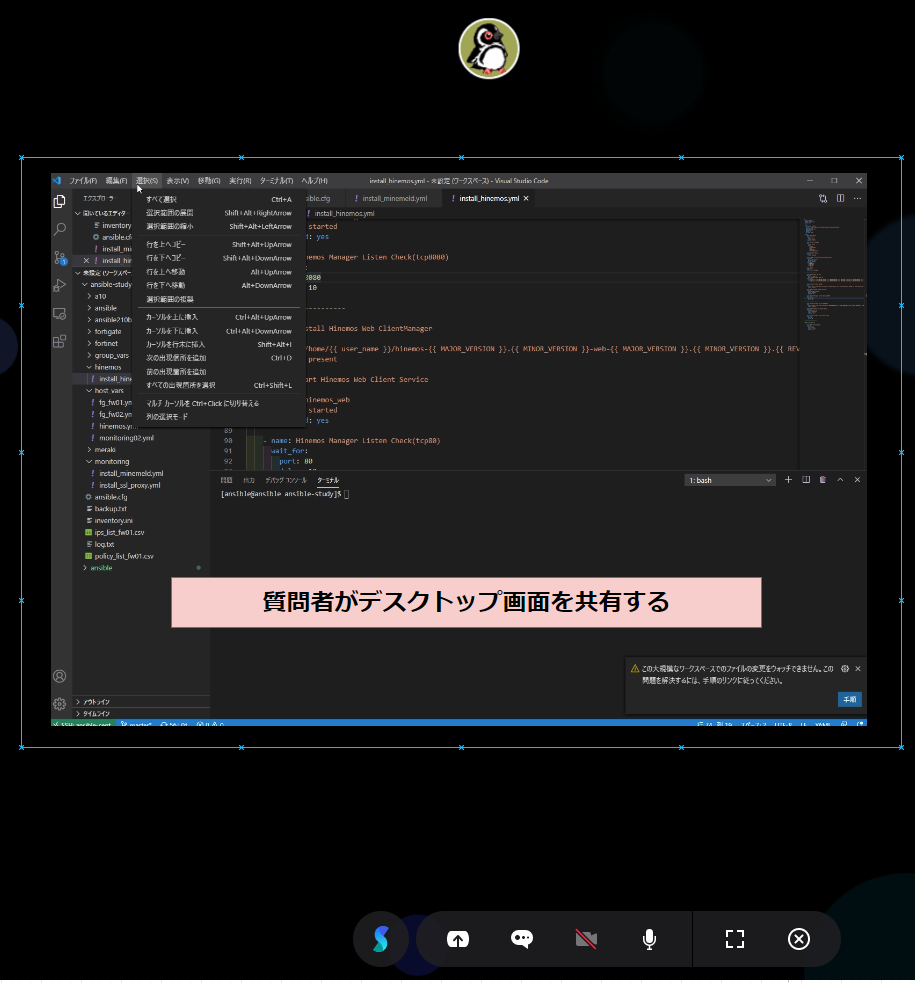 ファイル(F) 編集(E) 選択(S) 表示(V) 移動(G) 実行(R) ターミナル(T) ヘルプ(H) install_hinemos.yml - 未設定 (ワークスペース) - Visual Studio Code
エクスプローラー
開いているエディター
inventory
ansible.cf
install_mi
install_hi
未設定 (ワークスペー
ansible-study
a10
ansible
ansible210b
fortigate
fortinet
group_vars
hinemos
install_hine
host_vars
fg_fw01.ym
fg_fw02.ym
hinemos.yi
monitoring02.yml
meraki
monitoring
install_minemeld.yml
install_ssl_proxy.yml
ansible.cfg
backup.txt
inventory.ini
ips_list_fw01.csv
log.txt
policy_list_fw01.csv
ansible
アウトライン
タイムライン
すべて選択 Ctrl+A
選択範囲の展開 Shift+Alt+RightArrow
選択範囲の縮小 Shift+Alt+LeftArrow
行を上へコピー Shift+Alt+UpArrow
行を下へコピー Shift+Alt+DownArrow
行を上へ移動 Alt+UpArrow
行を下へ移動 Alt+DownArrow
選択範囲の複製
カーソルを上に挿入 Ctrl+Alt+UpArrow
カーソルを下に挿入 Ctrl+Alt+DownArrow
カーソルを行末に挿入 Shift+Alt+I
次の出現個所を追加 Ctrl+D
前の出現箇所を追加
すべての出現箇所を選択 Ctrl+Shift+L
マルチ カーソルを Ctrl+Click に切り替える
列の選択モード
ible.cfg install_minemeld.yml install_hinemos.yml
install_hinemos.yml
started
: yes
emos Manager Listen Check(tcp8080)
:
8080
10
----------
stall Hinemos Web ClientManager
/home/{{ user_name }}/hinemos-{{ MAJOR_VERSION }}.{{ MINOR_VERSION }}-web-{{ MAJOR_VERSION }}.{{ MINOR_VERSION }}.{{ REV
present
art Hinemos Web Client Service
hinemos_web
started
: yes
89
90 - name: Hinemos Manager Listen Check(tcp80)
91 wait_for:
92 port: 80
問題 出力 デバッグ コンソール ターミナル 1: bash
[ansible@ansible ansible-study]$
質問者がデスクトップ画面を共有する
この大規模なワークスペースでのファイルの変更をウォッチできません。この
問題を解決するには、手順のリンクに従ってください。
手順